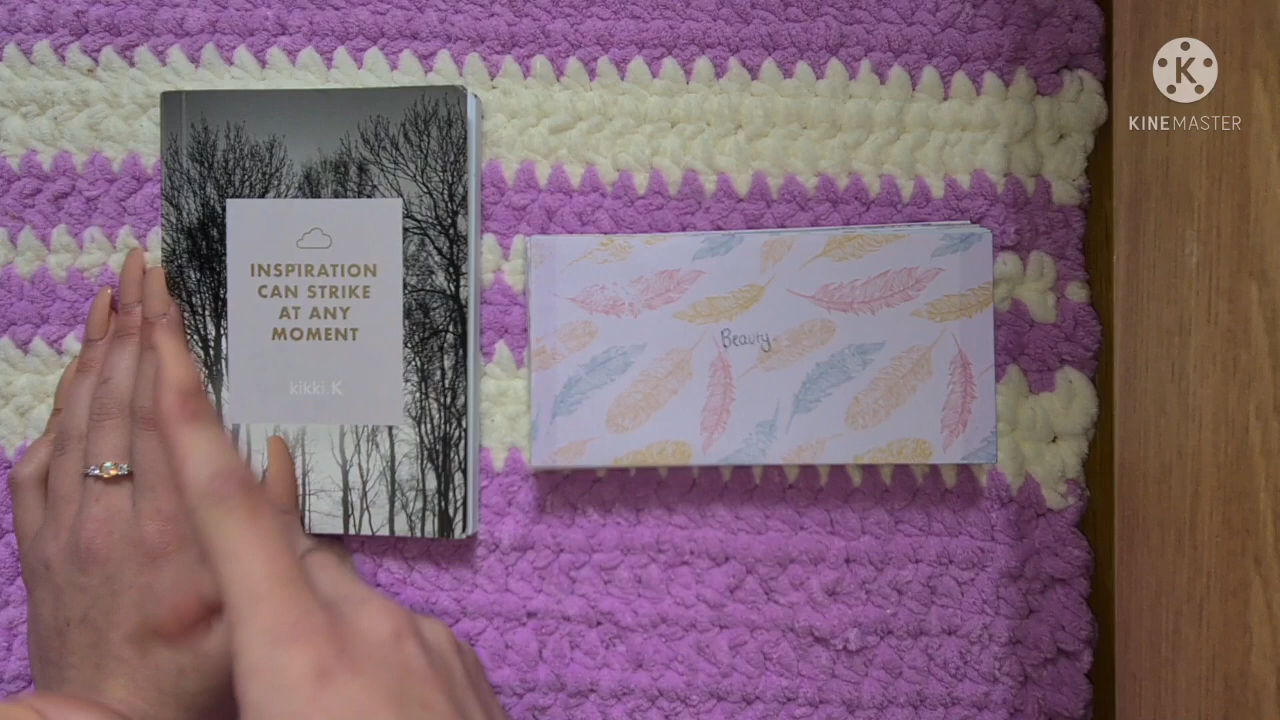 INSPIRATION
CAN STRIKE
AT ANY
MOMENT
kikki.K
Beauty
K
KINEMASTER